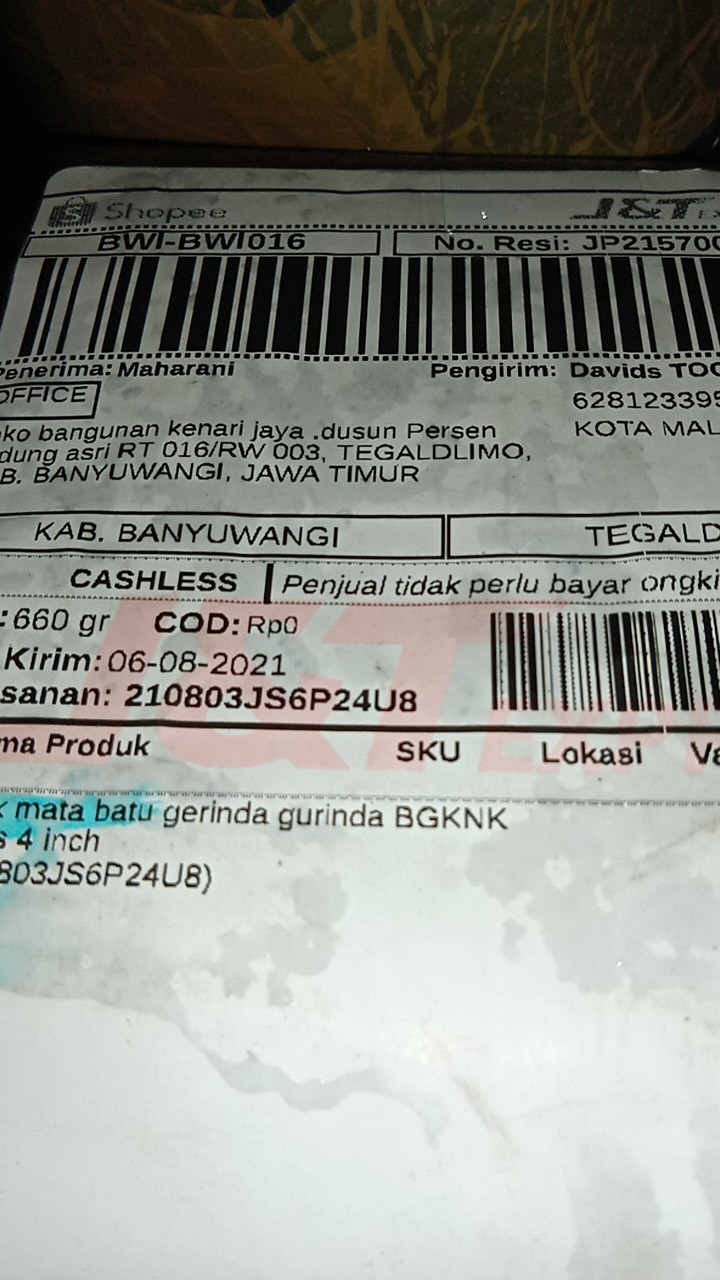 Shopee J&T
BWI-BWI016 No. Resi: JP215700
Penerima: Maharani Pengirim: Davids TOO
OFFICE 628123395
ko bangunan kenari jaya .dusun Persen KOTA MAL
dung asri RT 016/RW 003, TEGALDLIMO,
B. BANYUWANGI, JAWA TIMUR
KAB. BANYUWANGI TEGALD
CASHLESS Penjual tidak perlu bayar ongki
: 660 gr COD: Rp0
Kirim: 06-08-2021
sanan: 210803JS6P24U8
ma Produk SKU Lokasi Va
k mata batu gerinda gurinda BGKNK
s 4 inch
803JS6P24U8)